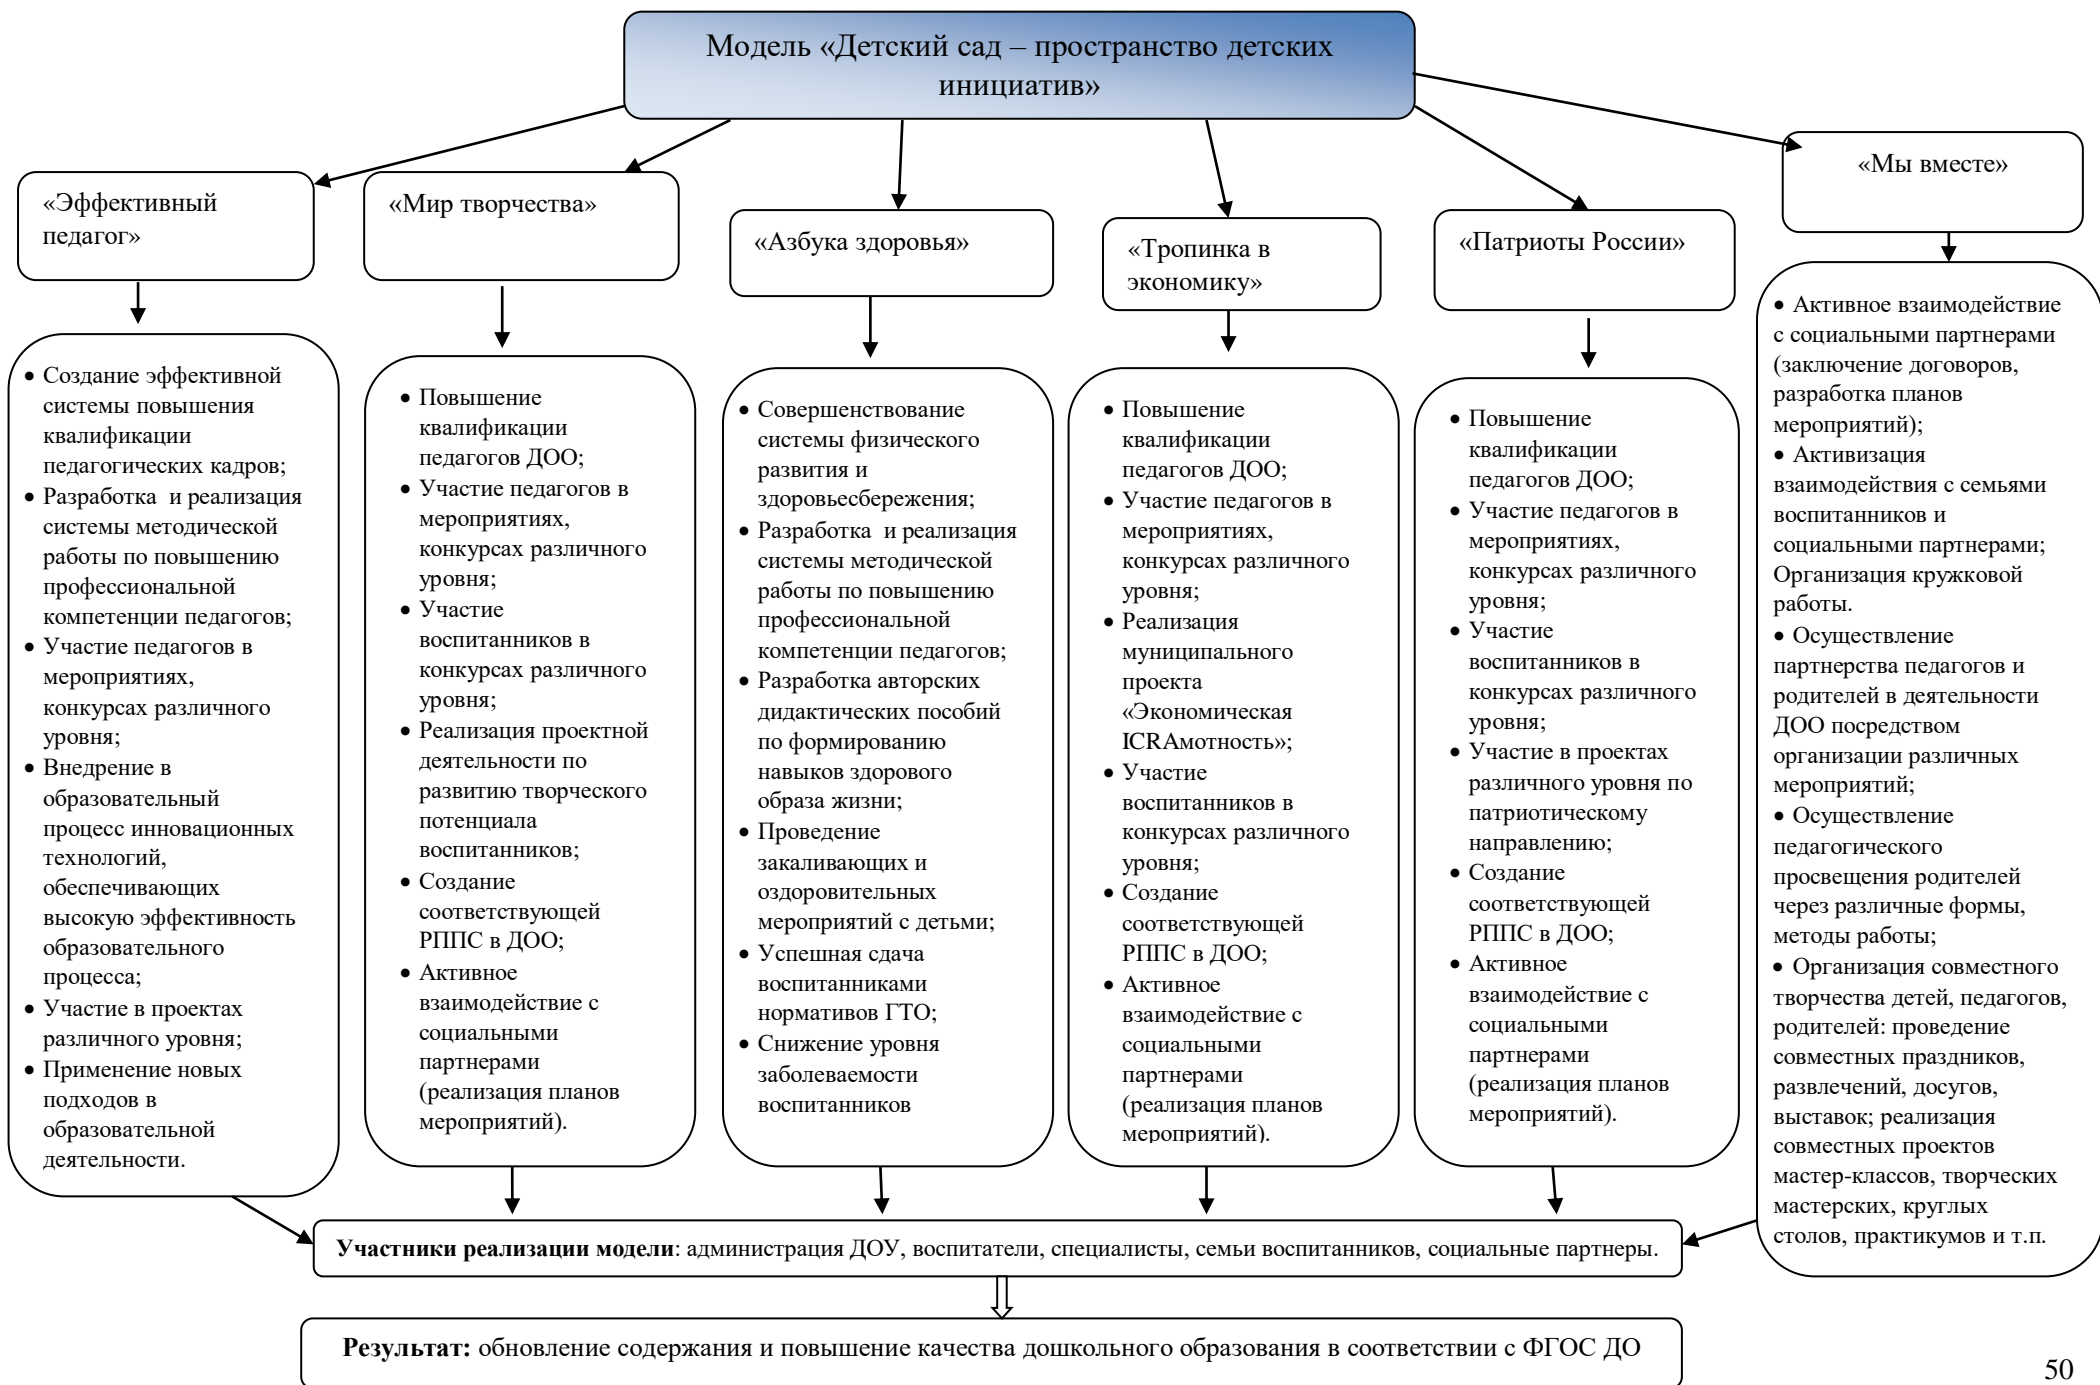 Модель «Детский сад – пространство детских
инициатив»
«Эффективный
педагог»
«Мир творчества»
«Азбука здоровья»
«Тропинка в
экономику»
«Патриоты России»
«Мы вместе»
• Создание эффективной
системы повышения
квалификации
педагогических кадров;
• Разработка и реализация
системы методической
работы по повышению
профессиональной
компетенции педагогов;
• Участие педагогов в
мероприятиях,
конкурсах различного
уровня;
• Внедрение в
образовательный
процесс инновационных
технологий,
обеспечивающих
высокую эффективность
образовательного
процесса;
• Участие в проектах
различного уровня;
• Применение новых
подходов в
образовательной
деятельности.
• Повышение
квалификации
педагогов ДОО;
• Участие педагогов в
мероприятиях,
конкурсах различного
уровня;
• Участие
воспитанников в
конкурсах различного
уровня;
• Реализация проектной
деятельности по
развитию творческого
потенциала
воспитанников;
• Создание
соответствующей
РППС в ДОО;
• Активное
взаимодействие с
социальными
партнерами
(реализация планов
мероприятий).
• Совершенствование
системы физического
развития и
здоровьесбережения;
• Разработка и реализация
системы методической
работы по повышению
профессиональной
компетенции педагогов;
• Разработка авторских
дидактических пособий
по формированию
навыков здорового
образа жизни;
• Проведение
закаливающих и
оздоровительных
мероприятий с детьми;
• Успешная сдача
воспитанниками
нормативов ГТО;
• Снижение уровня
заболеваемости
воспитанников
• Повышение
квалификации
педагогов ДОО;
• Участие педагогов в
мероприятиях,
конкурсах различного
уровня;
• Реализация
муниципального
проекта
«Экономическая
ICRAмотность»;
• Участие
воспитанников в
конкурсах различного
уровня;
• Создание
соответствующей
РППС в ДОО;
• Активное
взаимодействие с
социальными
партнерами
(реализация планов
мероприятий).
• Повышение
квалификации
педагогов ДОО;
• Участие педагогов в
мероприятиях,
конкурсах различного
уровня;
• Участие
воспитанников в
конкурсах различного
уровня;
• Участие в проектах
различного уровня по
патриотическому
направлению;
• Создание
соответствующей
РППС в ДОО;
• Активное
взаимодействие с
социальными
партнерами
(реализация планов
мероприятий).
• Активное взаимодействие
с социальными партнерами
(заключение договоров,
разработка планов
мероприятий);
• Активизация
взаимодействия с семьями
воспитанников и
социальными партнерами;
Организация кружковой
работы.
• Осуществление
партнерства педагогов и
родителей в деятельности
ДОО посредством
организации различных
мероприятий;
• Осуществление
педагогического
просвещения родителей
через различные формы,
методы работы;
• Организация совместного
творчества детей, педагогов,
родителей: проведение
совместных праздников,
развлечений, досугов,
выставок; реализация
совместных проектов
мастер-классов, творческих
мастерских, круглых
столов, практикумов и т.п.
Участники реализации модели: администрация ДОУ, воспитатели, специалисты, семьи воспитанников, социальные партнеры.
Результат: обновление содержания и повышение качества дошкольного образования в соответствии с ФГОС ДО
50